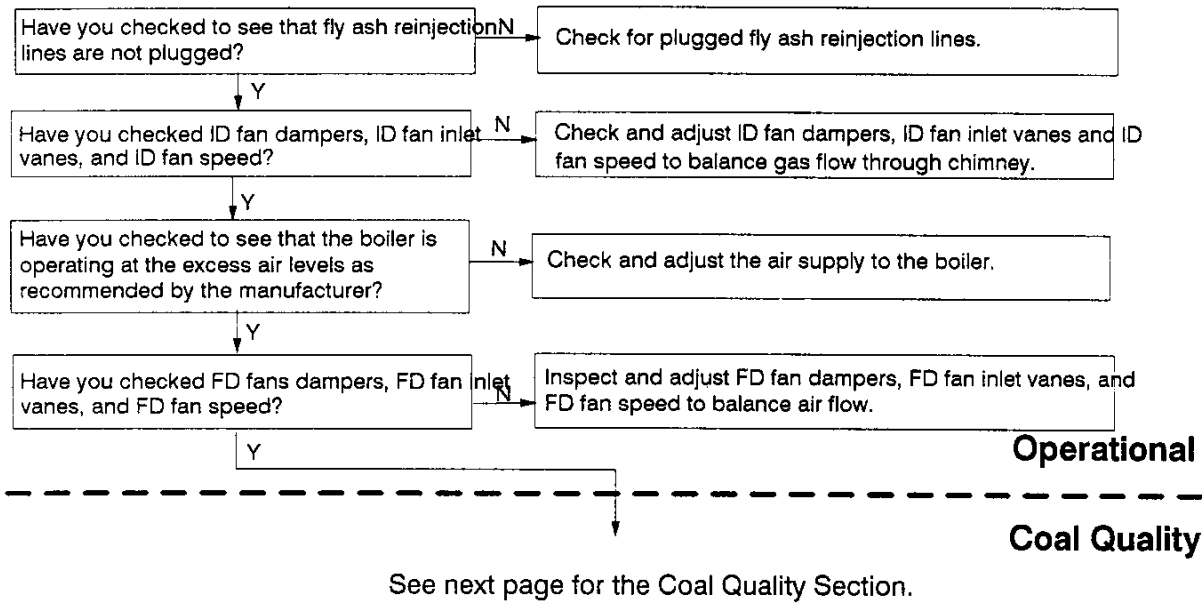 Have you checked to see that fly ash reinjection
lines are not plugged?
N
Check for plugged fly ash reinjection lines.
Y
Have you checked ID fan dampers, ID fan inlet
vanes, and ID fan speed?
N
Check and adjust ID fan dampers, ID fan inlet vanes and ID
fan speed to balance gas flow through chimney.
Y
Have you checked to see that the boiler is
operating at the excess air levels as
recommended by the manufacturer?
N
Check and adjust the air supply to the boiler.
Y
Have you checked FD fans dampers, FD fan inlet
vanes, and FD fan speed?
N
Inspect and adjust FD fan dampers, FD fan inlet vanes, and
FD fan speed to balance air flow.
Y
Operational
Coal Quality
See next page for the Coal Quality Section.